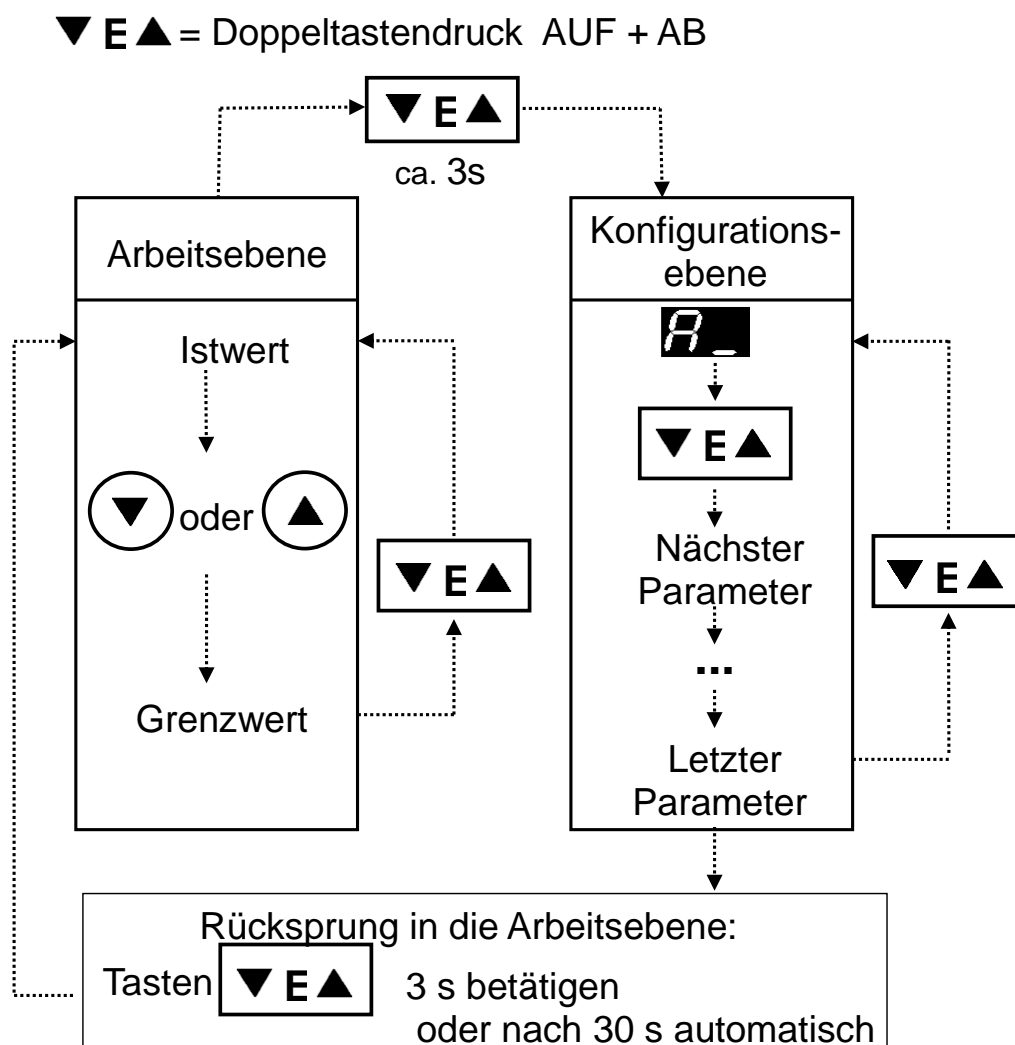 ▼ E ▲ = Doppeltastendruck AUF + AB
▼ E ▲
ca. 3s
Arbeitsebene
Istwert
▼ oder ▲
Grenzwert
▼ E ▲
Konfigurations-
ebene
A_
▼ E ▲
Nächster
Parameter
...
Letzter
Parameter
▼ E ▲
Rücksprung in die Arbeitsebene:
Tasten ▼ E ▲ 3 s betätigen
oder nach 30 s automatisch